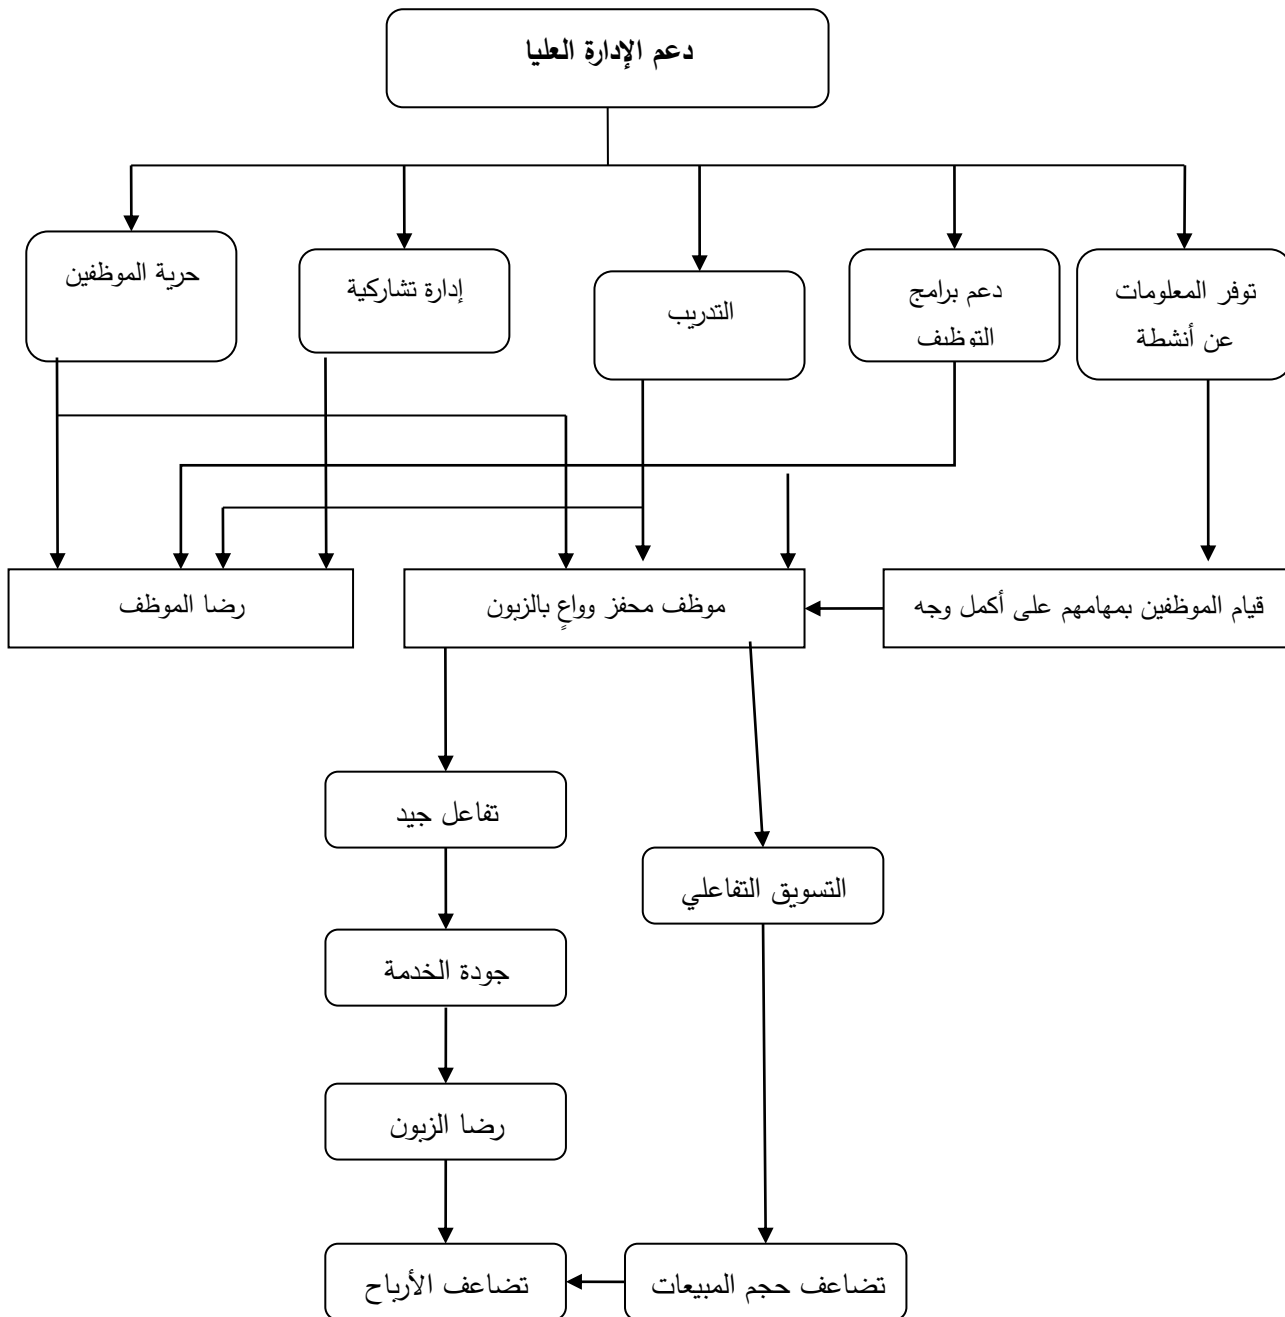 دعم الإدارة العليا
حرية الموظفين
إدارة تشاركية
التدريب
دعم برامج
التوظيف
توفر المعلومات
عن أنشطة
رضا الموظف
موظف محفز وواعٍ بالزبون
قيام الموظفين بمهامهم على أكمل وجه
تفاعل جيد
التسويق التفاعلي
جودة الخدمة
رضا الزبون
تضاعف الأرباح
تضاعف حجم المبيعات